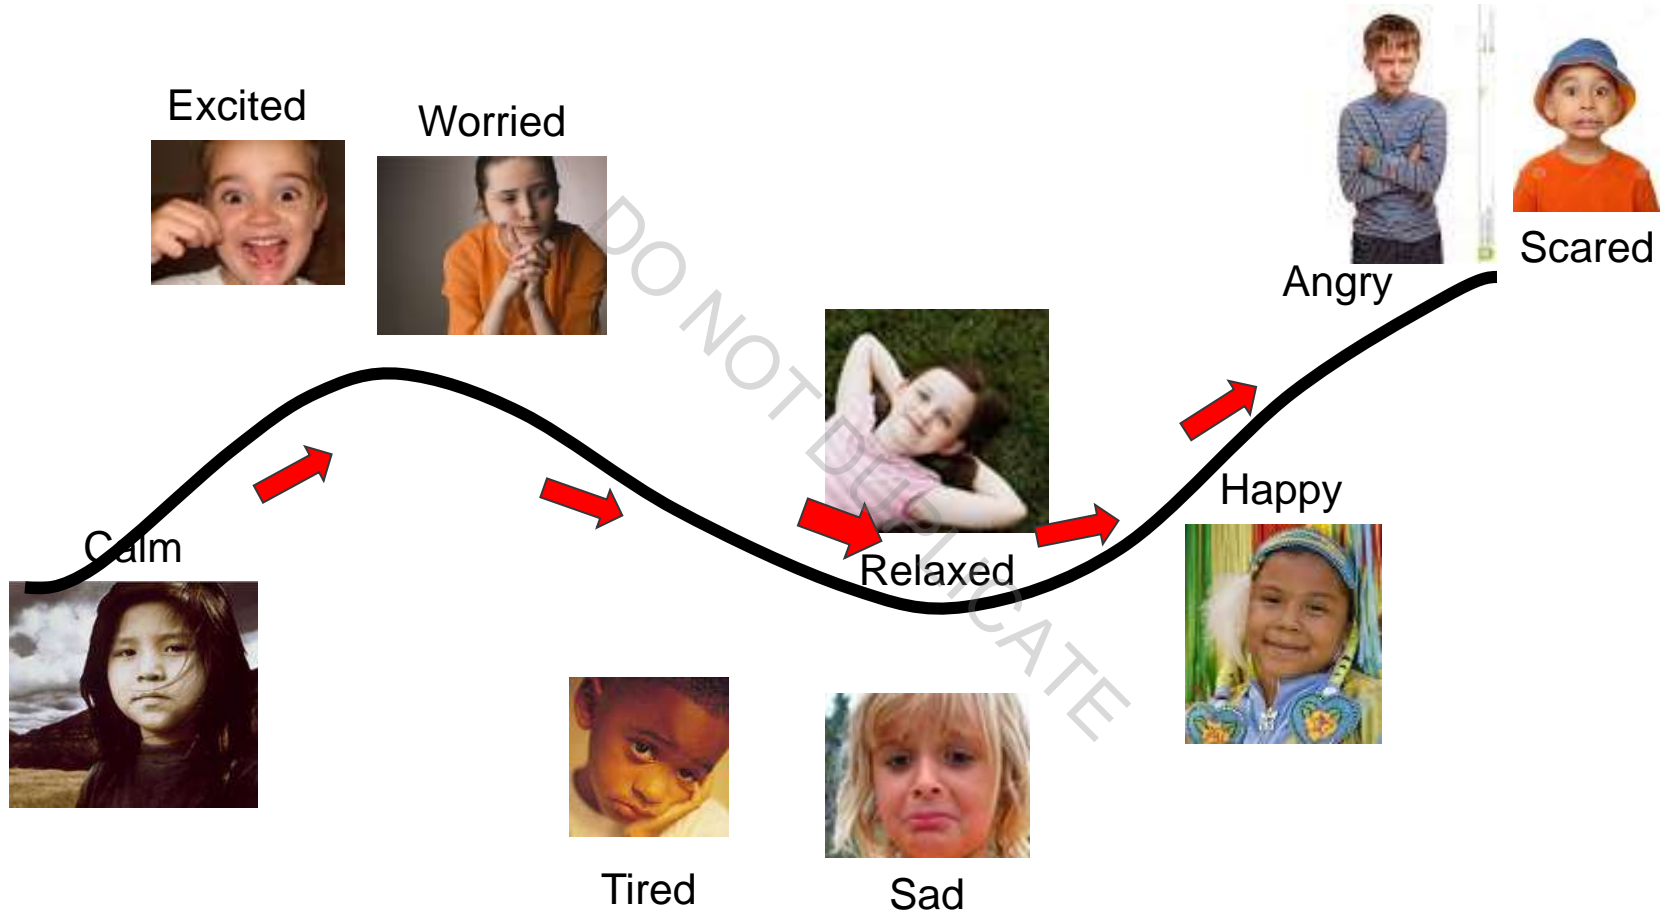 Excited
Worried
Scared
Angry
Happy
Calm
Relaxed
Tired
Sad
DO NOT DUPLICATE